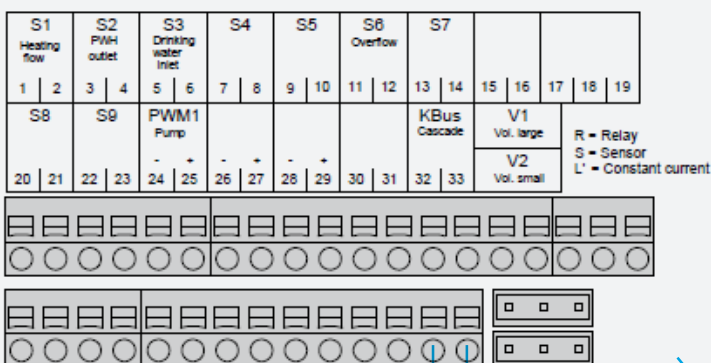 S1 S2 S3 S4 S5 S6 S7
Heating flow PWH outlet Drinking water inlet Overflow
1 2 3 4 5 6 7 8 9 10 11 12 13 14 15 16 17 18 19
S8 S9 PWM1 KBus V1
Pump Cascade Vol. large
R = Relay
S = Sensor
L' = Constant current
V2
Vol. small
- + - + - +
20 21 22 23 24 25 26 27 28 29 30 31 32 33